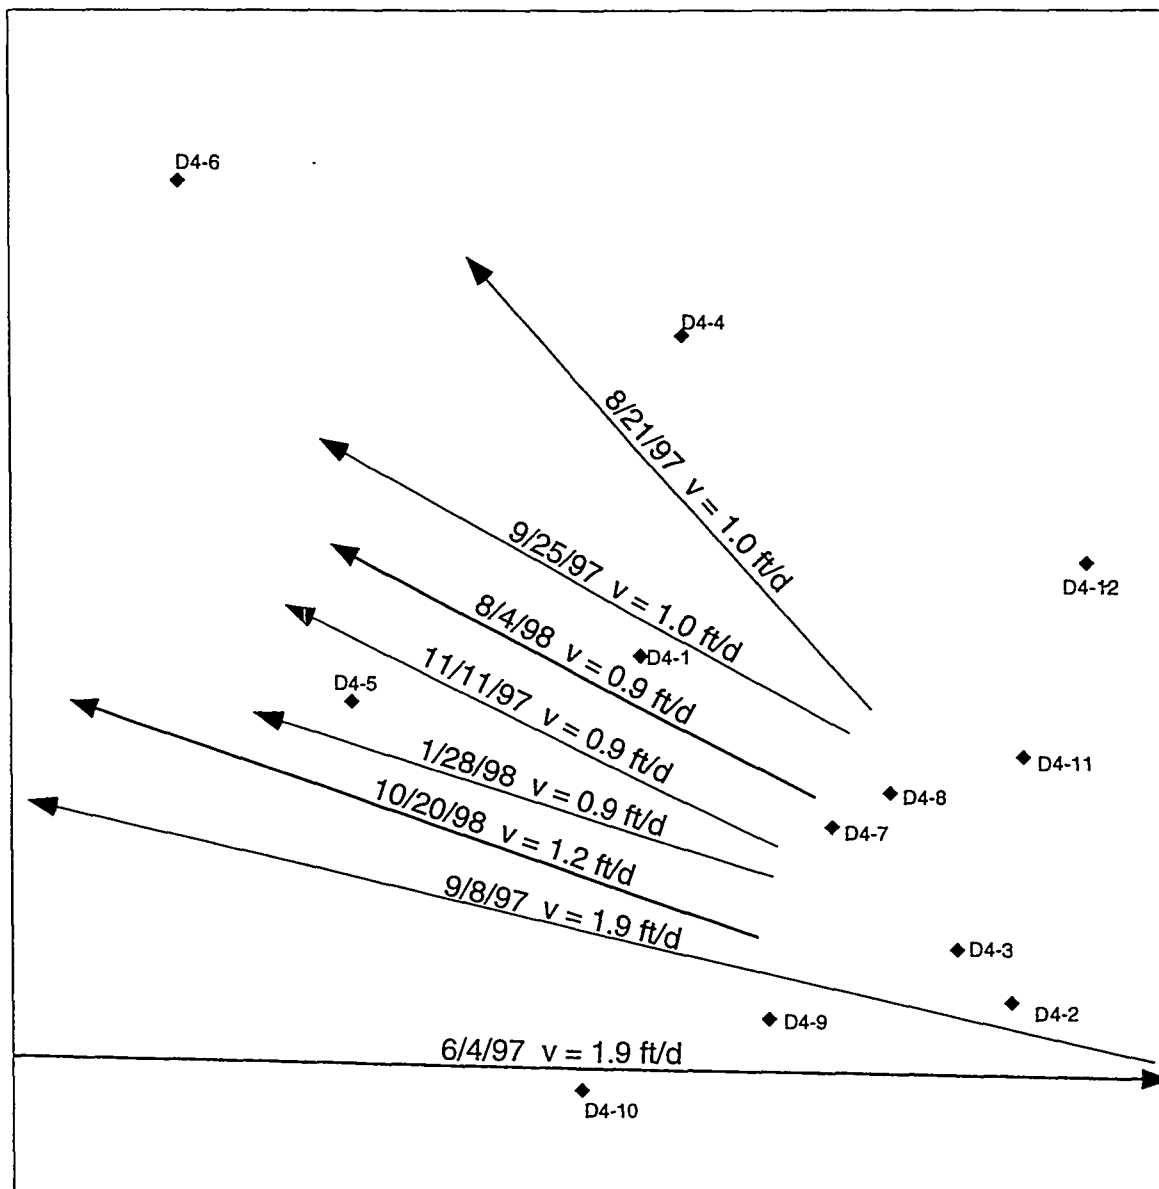 D4-6
D4-4
8/21/97 v = 1.0 ft/d
9/25/97 v = 1.0 ft/d
D4-12
8/4/98 v = 0.9 ft/d
D4-1
11/11/97 v = 0.9 ft/d
D4-5
1/28/98 v = 0.9 ft/d
D4-11
10/20/98 v = 1.2 ft/d
D4-8
D4-7
9/8/97 v = 1.9 ft/d
D4-3
D4-2
D4-9
6/4/97 v = 1.9 ft/d
D4-10